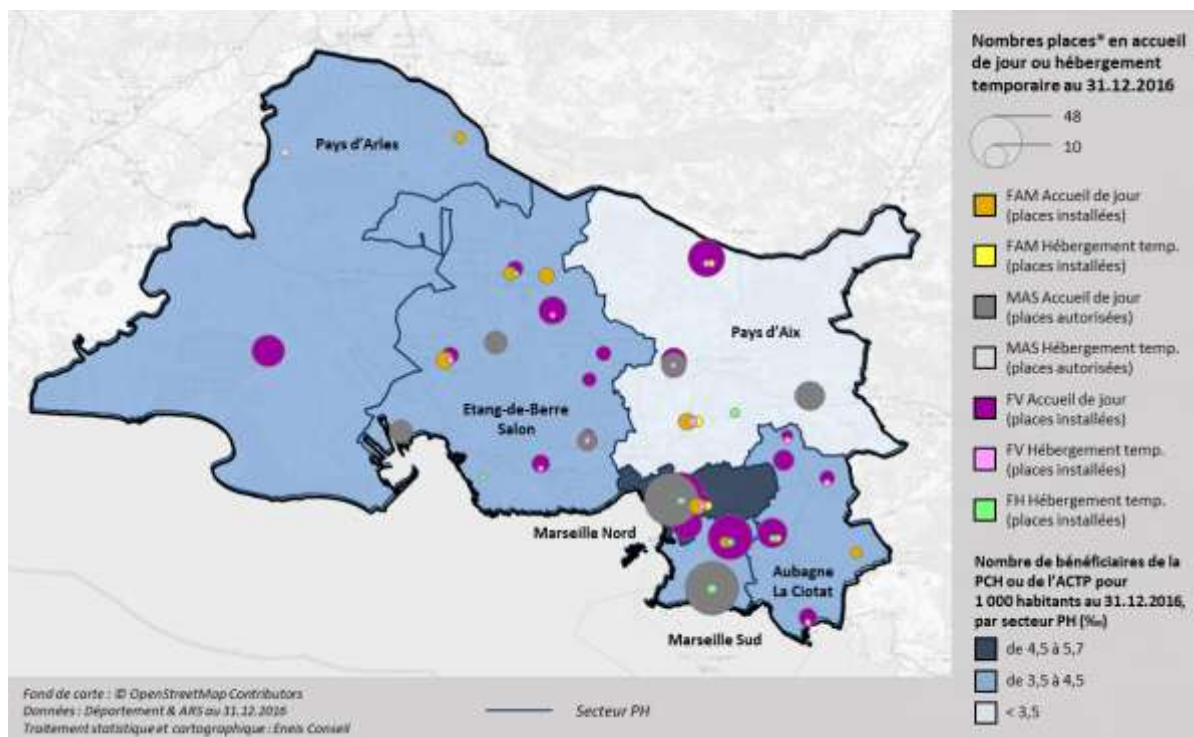 Pays d'Arles
Pays d'Aix
Etang-de-Berre
Salon
Marseille Nord
Aubagne
La Ciotat
Marseille Sud
Fond de carte : © OpenStreetMap Contributors
Données : Département & ARS au 31.12.2016
Traitement statistique et cartographique : Eneis Conseil
Secteur PH
Nombres places* en accueil
de jour ou hébergement
temporaire au 31.12.2016
48
10
FAM Accueil de jour
(places installées)
FAM Hébergement temp.
(places installées)
MAS Accueil de jour
(places autorisées)
MAS Hébergement temp.
(places autorisées)
FV Accueil de jour
(places installées)
FV Hébergement temp.
(places installées)
FH Hébergement temp.
(places installées)
Nombre de bénéficiaires de la
PCH ou de l'ACTP pour
1 000 habitants au 31.12.2016,
par secteur PH (‰)
de 4,5 à 5,7
de 3,5 à 4,5
< 3,5